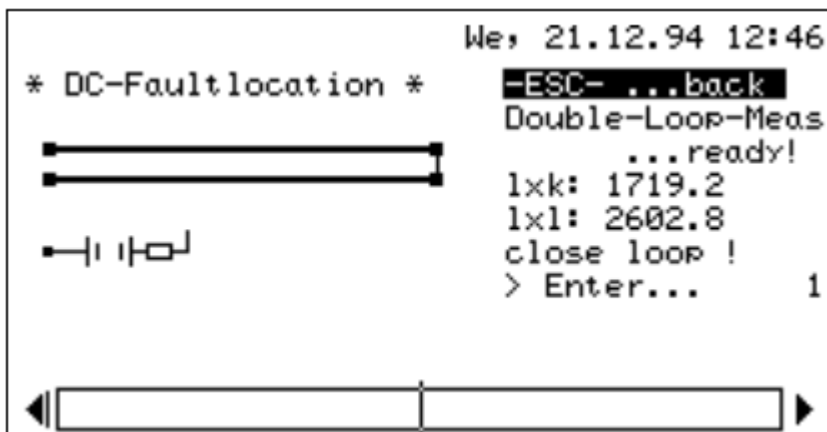 We, 21.12.94 12:46
* DC-Faultlocation *
-ESC- ...back
Double-Loop-Meas
...ready!
lxk: 1719.2
lxl: 2602.8
close loop !
> Enter... 1